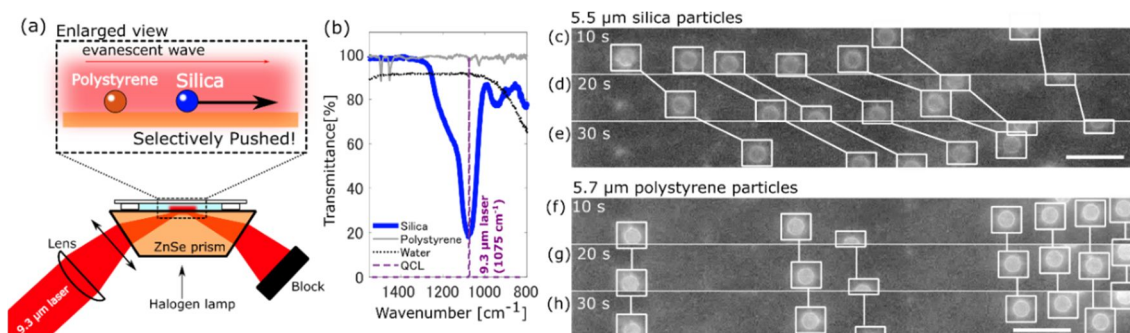 (a)
Enlarged view
evanescent wave
Polystyrene
Silica
Selectively Pushed!
Lens
ZnSe prism
Halogen lamp
Block
9.3 μm laser
(b)
Transmittance[%]
100
80
60
40
20
0
Silica
Polystyrene
Water
QCL
9.3 μm laser
(1075 cm⁻¹)
1400
1200
1000
800
Wavenumber [cm⁻¹]
5.5 μm silica particles
(c) 10 s
(d) 20 s
(e) 30 s
5.7 μm polystyrene particles
(f) 10 s
(g) 20 s
(h) 30 s